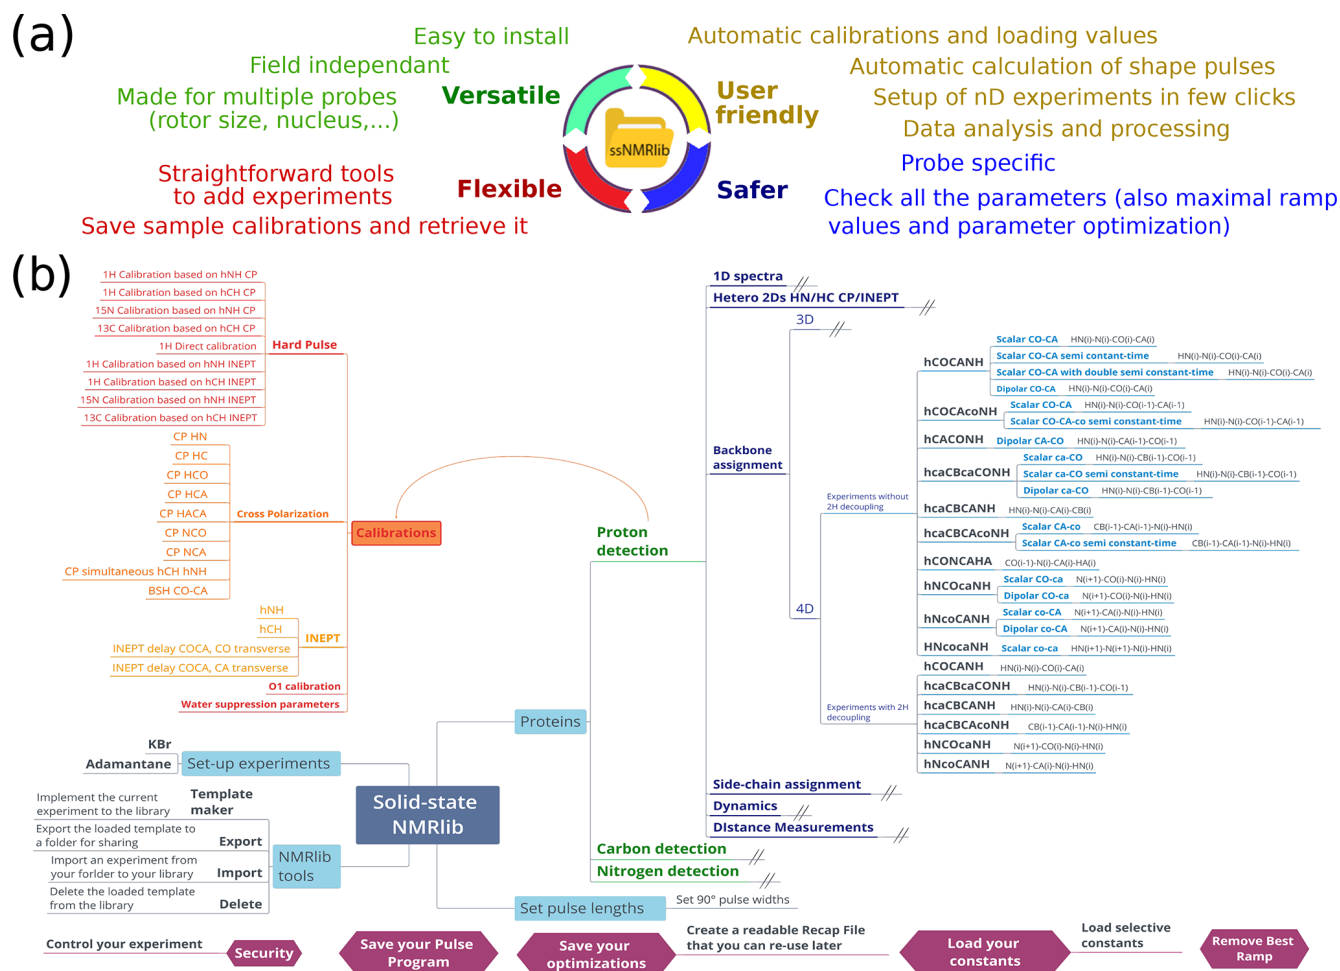 (a)
Easy to install
Field independant
Made for multiple probes
(rotor size, nucleus,...)
Versatile
Automatic calibrations and loading values
Automatic calculation of shape pulses
Setup of nD experiments in few clicks
Data analysis and processing
User
friendly
ssNMRlib
Straightforward tools
to add experiments
Save sample calibrations and retrieve it
Flexible
Safer
Probe specific
Check all the parameters (also maximal ramp
values and parameter optimization)
(b)
1H Calibration based on hNH CP
1H Calibration based on hCH CP
15N Calibration based on hNH CP
13C Calibration based on hCH CP
1H Direct calibration
1H Calibration based on hNH INEPT
1H Calibration based on hCH INEPT
15N Calibration based on hNH INEPT
13C Calibration based on hCH INEPT
Hard Pulse
CP HN
CP HC
CP HCO
CP HCA
CP HACA
CP NCO
CP NCA
CP simultaneous hCH hNH
BSH CO-CA
Cross Polarization
hNH
hCH
INEPT delay COCA, CO transverse
INEPT delay COCA, CA transverse
INEPT
O1 calibration
Water suppression parameters
Calibrations
Proton
detection
1D spectra
Hetero 2Ds HN/HC CP/INEPT
3D
Backbone
assignment
4D
Experiments without
2H decoupling
hCOCANH
Scalar CO-CA HN(i)-N(i)-CO(i)-CA(i)
Scalar CO-CA semi contant-time HN(i)-N(i)-CO(i)-CA(i)
Scalar CO-CA with double semi constant-time HN(i)-N(i)-CO(i)-CA(i)
Dipolar CO-CA HN(i)-N(i)-CO(i)-CA(i)
hCOCAcoNH
Scalar CO-CA HN(i)-N(i)-CO(i-1)-CA(i-1)
Scalar CO-CA-co semi constant-time HN(i)-N(i)-CO(i-1)-CA(i-1)
hCACONH Dipolar CA-CO HN(i)-N(i)-CA(i-1)-CO(i-1)
hcaCBcaCONH
Scalar ca-CO HN(i)-N(i)-CB(i-1)-CO(i-1)
Scalar ca-CO semi constant-time HN(i)-N(i)-CB(i-1)-CO(i-1)
Dipolar ca-CO HN(i)-N(i)-CB(i-1)-CO(i-1)
hcaCBCANH HN(i)-N(i)-CA(i)-CB(i)
hcaCBCAcoNH
Scalar CA-co CB(i-1)-CA(i-1)-N(i)-HN(i)
Scalar CA-co semi constant-time CB(i-1)-CA(i-1)-N(i)-HN(i)
hCONCAHA CO(i-1)-N(i)-CA(i)-HA(i)
hNCOcaNH
Scalar CO-ca N(i+1)-CO(i)-N(i)-HN(i)
Dipolar CO-ca N(i+1)-CO(i)-N(i)-HN(i)
hNcoCANH
Scalar co-CA N(i+1)-CA(i)-N(i)-HN(i)
Dipolar co-CA N(i+1)-CA(i)-N(i)-HN(i)
HNcocaNH Scalar co-ca HN(i+1)-N(i+1)-N(i)-HN(i)
Experiments with 2H
decoupling
hCOCANH HN(i)-N(i)-CO(i)-CA(i)
hcaCBcaCONH HN(i)-N(i)-CB(i-1)-CO(i-1)
hcaCBCANH HN(i)-N(i)-CA(i)-CB(i)
hcaCBCAcoNH CB(i-1)-CA(i-1)-N(i)-HN(i)
hNCOcaNH N(i+1)-CO(i)-N(i)-HN(i)
hNcoCANH N(i+1)-CA(i)-N(i)-HN(i)
Side-chain assignment
Dynamics
DIstance Measurements
Carbon detection
Nitrogen detection
Proteins
KBr
Adamantane
Set-up experiments
Solid-state
NMRlib
Implement the current
experiment to the library
Template
maker
Export the loaded template to
a folder for sharing
Export
Import an experiment from
your forlder to your library
Import
Delete the loaded template
from the library
Delete
NMRlib
tools
Set pulse lengths
Set 90° pulse widths
Control your experiment
Security
Save your Pulse
Program
Save your
optimizations
Create a readable Recap File
that you can re-use later
Load your
constants
Load selective
constants
Remove Best
Ramp